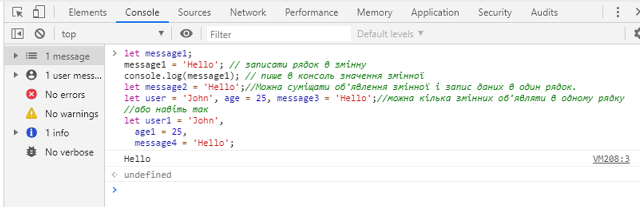 Elements Console Sources Network Performance Memory Application Security Audits
top Filter Default levels
1 message
1 user mess...
No errors
No warnings
1 info
No verbose
let message1;
message1 = 'Hello'; // записати рядок в змінну
console.log(message1); // пише в консоль значення змінної
let message2 = 'Hello';//Можна суміщати об'явлення змінної і запис даних в один рядок.
let user = 'John', age = 25, message3 = 'Hello';//можна кілька змінних об'являти в одному рядку
//або навіть так
let user1 = 'John',
age1 = 25,
message4 = 'Hello';
Hello VM208:3
undefined